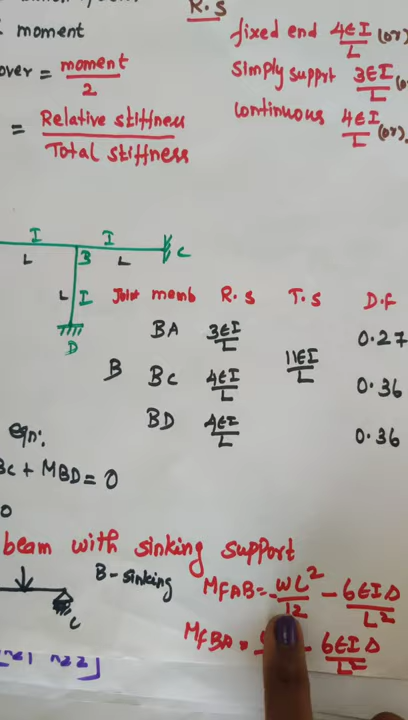 R.S
moment
fixed end 4EI/L (or)
over = moment/2
simply supprt 3EI/L
continuous 4EI/L (or)
= Relative stiffness/Total stiffness
I I
L B L C
L I
D
Joint memb R.S T.S D.F
BA 3EI/L 0.27
B BC 4EI/L 11EI/L 0.36
BD 4EI/L 0.36
eqn:
BC + MBD = 0
0
beam with sinking support
B-sinking MFAB = -WL²/12 - 6EIΔ/L²
C
MFBA = - 6EIΔ/L²